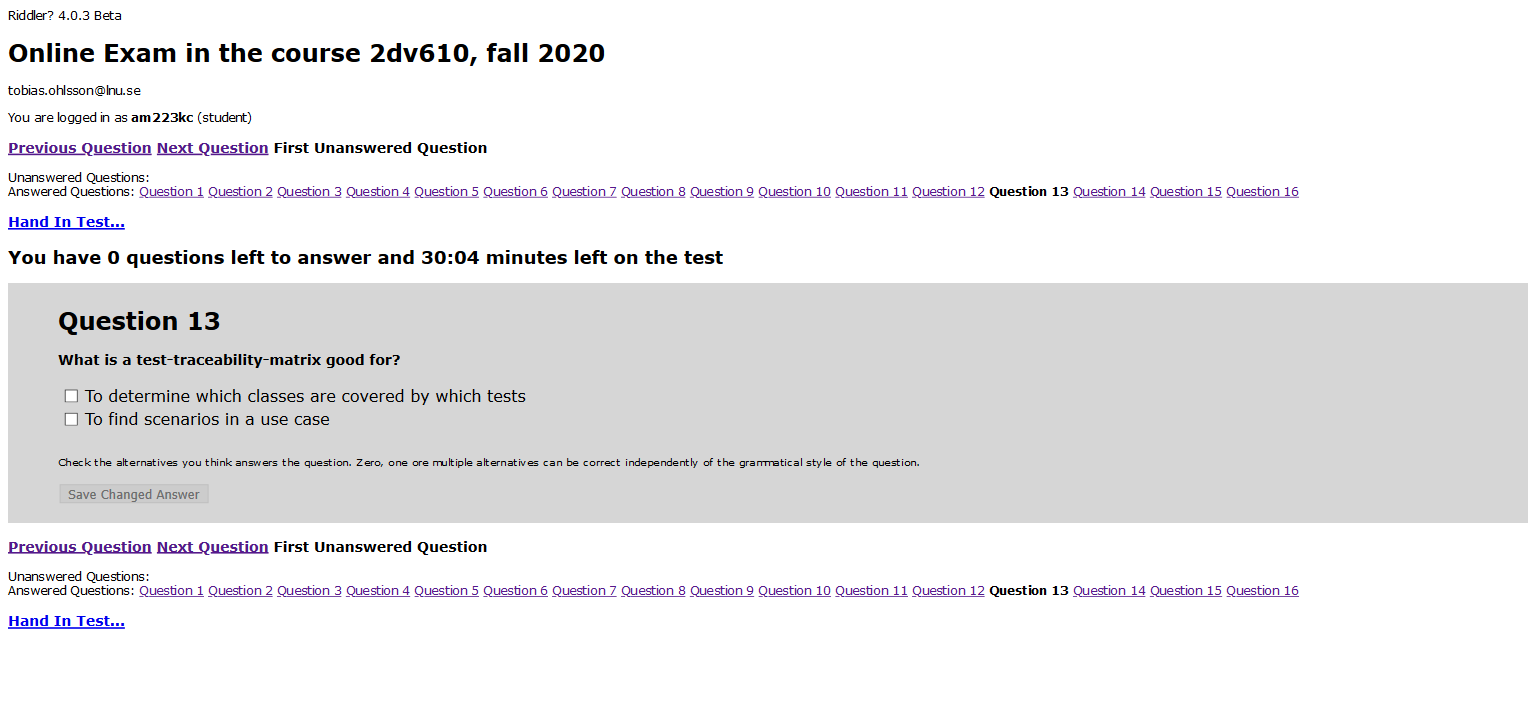 Riddler? 4.0.3 Beta
Online Exam in the course 2dv610, fall 2020
tobias.ohlsson@lnu.se
You are logged in as am223kc (student)
Previous Question Next Question First Unanswered Question
Unanswered Questions:
Answered Questions: Question 1 Question 2 Question 3 Question 4 Question 5 Question 6 Question 7 Question 8 Question 9 Question 10 Question 11 Question 12 Question 13 Question 14 Question 15 Question 16
Hand In Test...
You have 0 questions left to answer and 30:04 minutes left on the test
Question 13
What is a test-traceability-matrix good for?
To determine which classes are covered by which tests
To find scenarios in a use case
Check the alternatives you think answers the question. Zero, one ore multiple alternatives can be correct independently of the grammatical style of the question.
Save Changed Answer
Previous Question Next Question First Unanswered Question
Unanswered Questions:
Answered Questions: Question 1 Question 2 Question 3 Question 4 Question 5 Question 6 Question 7 Question 8 Question 9 Question 10 Question 11 Question 12 Question 13 Question 14 Question 15 Question 16
Hand In Test...